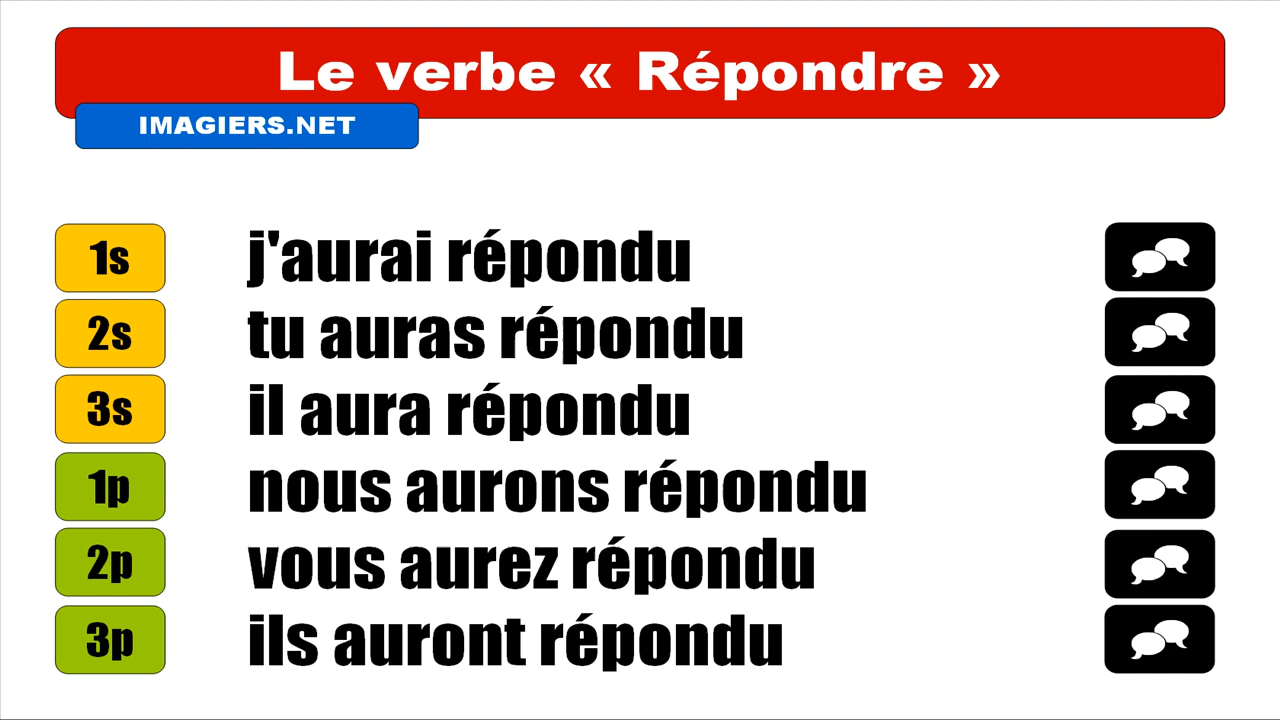 Le verbe « Répondre »
IMAGIERS.NET
1s j'aurai répondu
2s tu auras répondu
3s il aura répondu
1p nous aurons répondu
2p vous aurez répondu
3p ils auront répondu